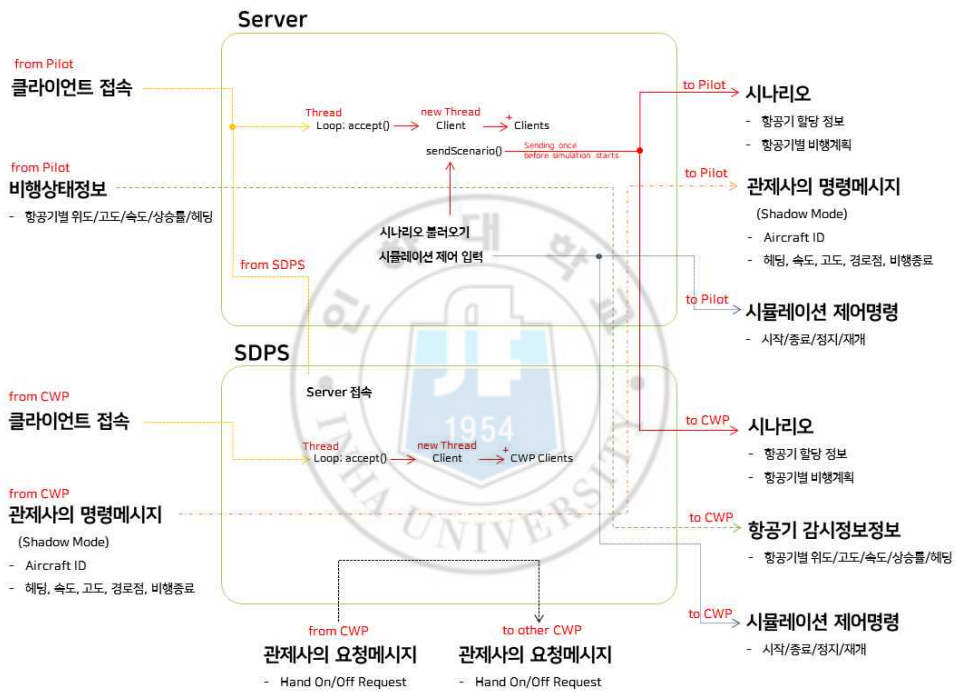 Server
from Pilot
클라이언트 접속
Thread
Loop: accept()
new Thread
Client
+
Clients
sendScenario()
Sending once
before simulation starts
to Pilot
시나리오
- 항공기 할당 정보
- 항공기별 비행계획
from Pilot
비행상태정보
- 항공기별 위도/고도/속도/상승률/헤딩
to Pilot
관제사의 명령메시지
(Shadow Mode)
- Aircraft ID
- 헤딩, 속도, 고도, 경로점, 비행종료
시나리오 불러오기
시뮬레이션 제어 입력
from SDPS
to Pilot
시뮬레이션 제어명령
- 시작/종료/정지/재개
SDPS
Server 접속
from CWP
클라이언트 접속
Thread
Loop: accept()
new Thread
Client
+
CWP Clients
to CWP
시나리오
- 항공기 할당 정보
- 항공기별 비행계획
from CWP
관제사의 명령메시지
(Shadow Mode)
- Aircraft ID
- 헤딩, 속도, 고도, 경로점, 비행종료
to CWP
항공기 감시정보정보
- 항공기별 위도/고도/속도/상승률/헤딩
to CWP
시뮬레이션 제어명령
- 시작/종료/정지/재개
from CWP
관제사의 요청메시지
- Hand On/Off Request
to other CWP
관제사의 요청메시지
- Hand On/Off Request
인하대학교
1954
INHA UNIVERSITY